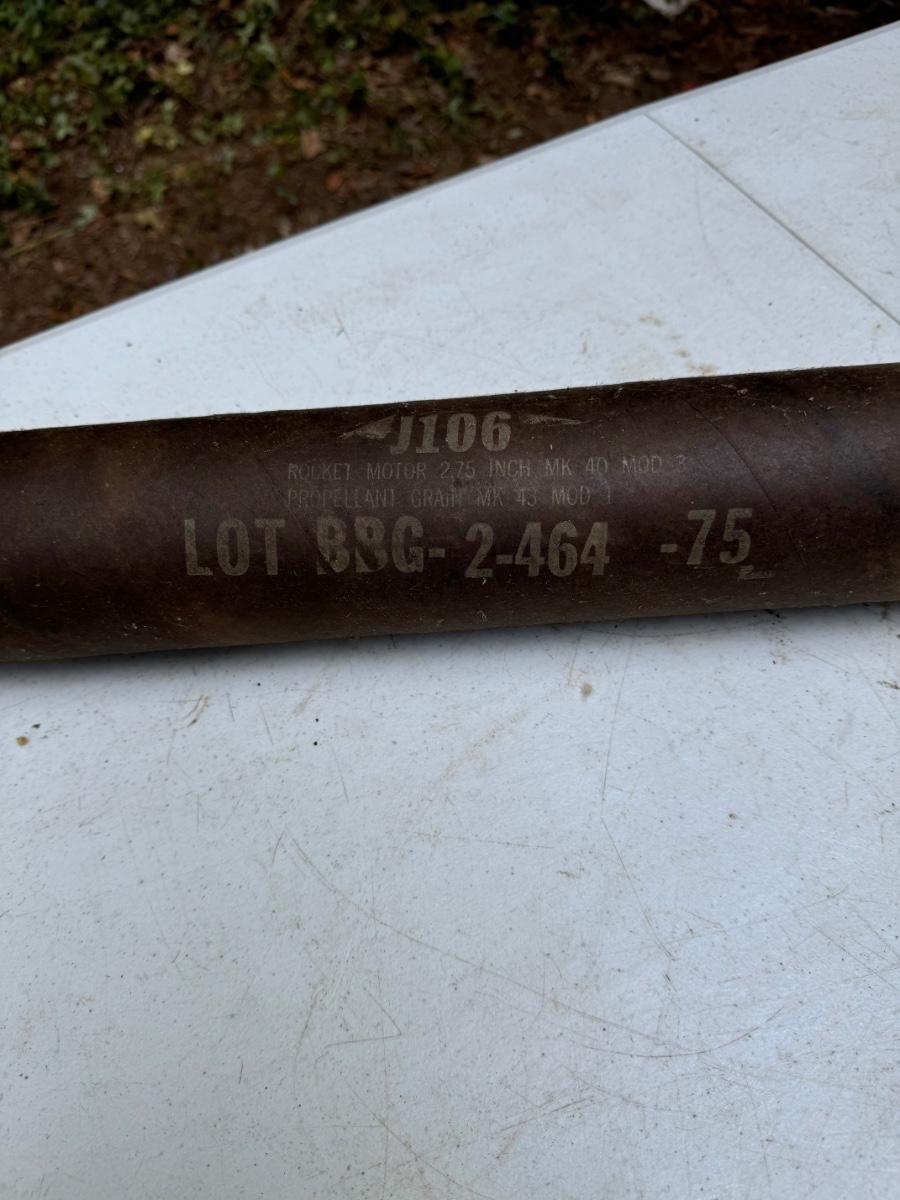 J106
ROCKET MOTOR 2.75 INCH MK 40 MOD 3
PROPELLANT GRAIN MK 43 MOD 1
LOT BBG- 2-464 -75